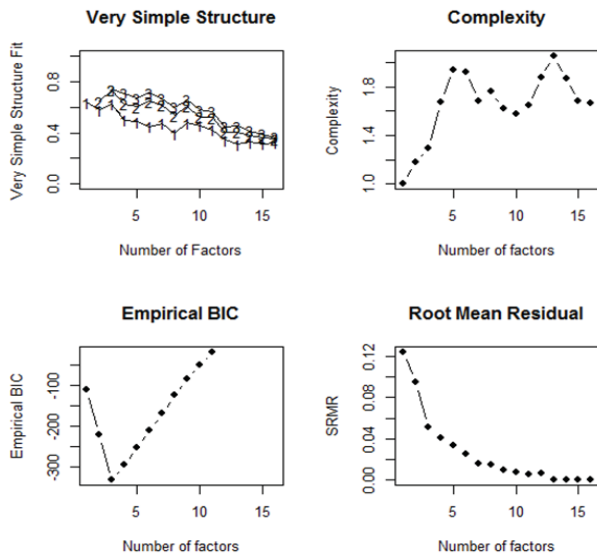 Very Simple Structure
Very Simple Structure Fit
0.0 0.4 0.8
5 10 15
Number of Factors
Complexity
Complexity
1.0 1.4 1.8
5 10 15
Number of factors
Empirical BIC
Empirical BIC
-300 -200 -100
5 10 15
Number of factors
Root Mean Residual
SRMR
0.00 0.04 0.12
5 10 15
Number of factors